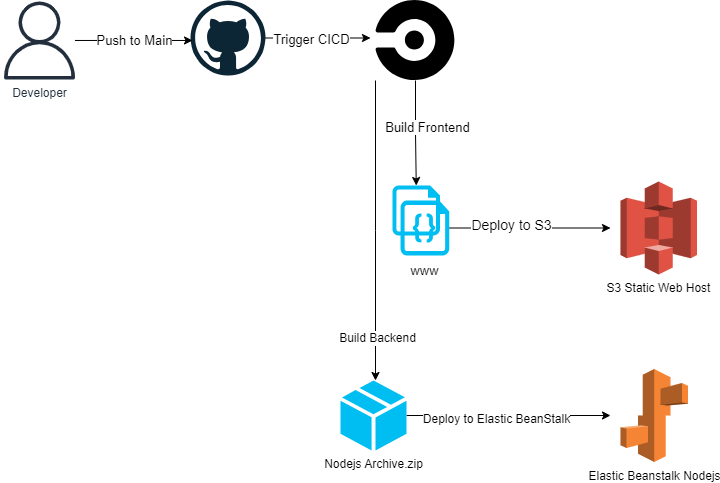 Push to Main
Trigger CICD
Developer
Build Frontend
{}
Deploy to S3
www
S3 Static Web Host
Build Backend
Deploy to Elastic BeanStalk
Nodejs Archive.zip
Elastic Beanstalk Nodejs